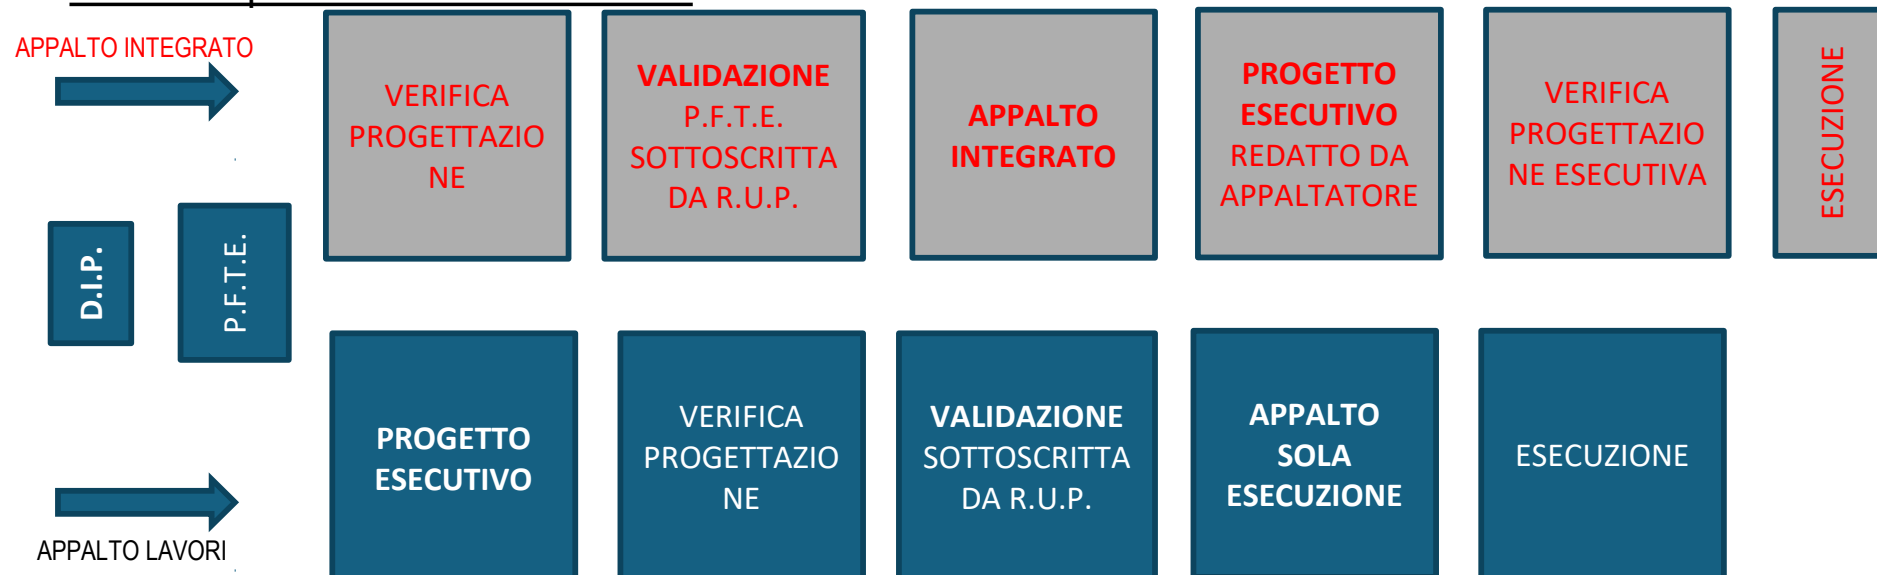 APPALTO INTEGRATO
VERIFICA
PROGETTAZIO
NE
VALIDAZIONE
P.F.T.E.
SOTTOSCRITTA
DA R.U.P.
APPALTO
INTEGRATO
PROGETTO
ESECUTIVO
REDATTO DA
APPALTATORE
VERIFICA
PROGETTAZIO
NE ESECUTIVA
ESECUZIONE
D.I.P.
P.F.T.E.
PROGETTO
ESECUTIVO
VERIFICA
PROGETTAZIO
NE
VALIDAZIONE
SOTTOSCRITTA
DA R.U.P.
APPALTO
SOLA
ESECUZIONE
ESECUZIONE
APPALTO LAVORI